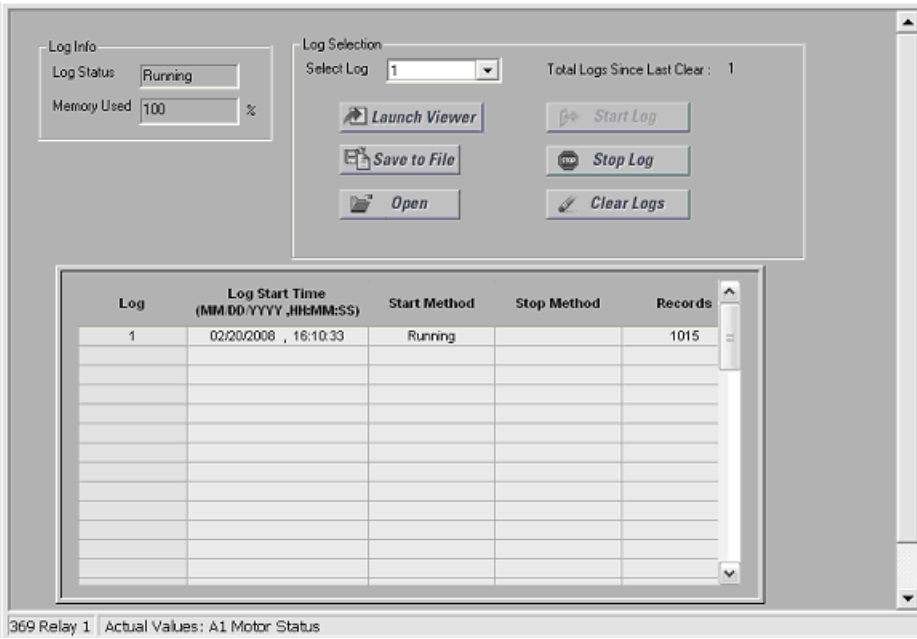 Log Info
Log Status Running
Memory Used 100 %
Log Selection
Select Log 1
Total Logs Since Last Clear : 1
Launch Viewer
Start Log
Save to File
STOP Stop Log
Open
Clear Logs
Log Log Start Time (MM/DD/YYYY ,HH:MM:SS) Start Method Stop Method Records
1 02/20/2008 , 16:10:33 Running 1015
369 Relay 1 Actual Values: A1 Motor Status